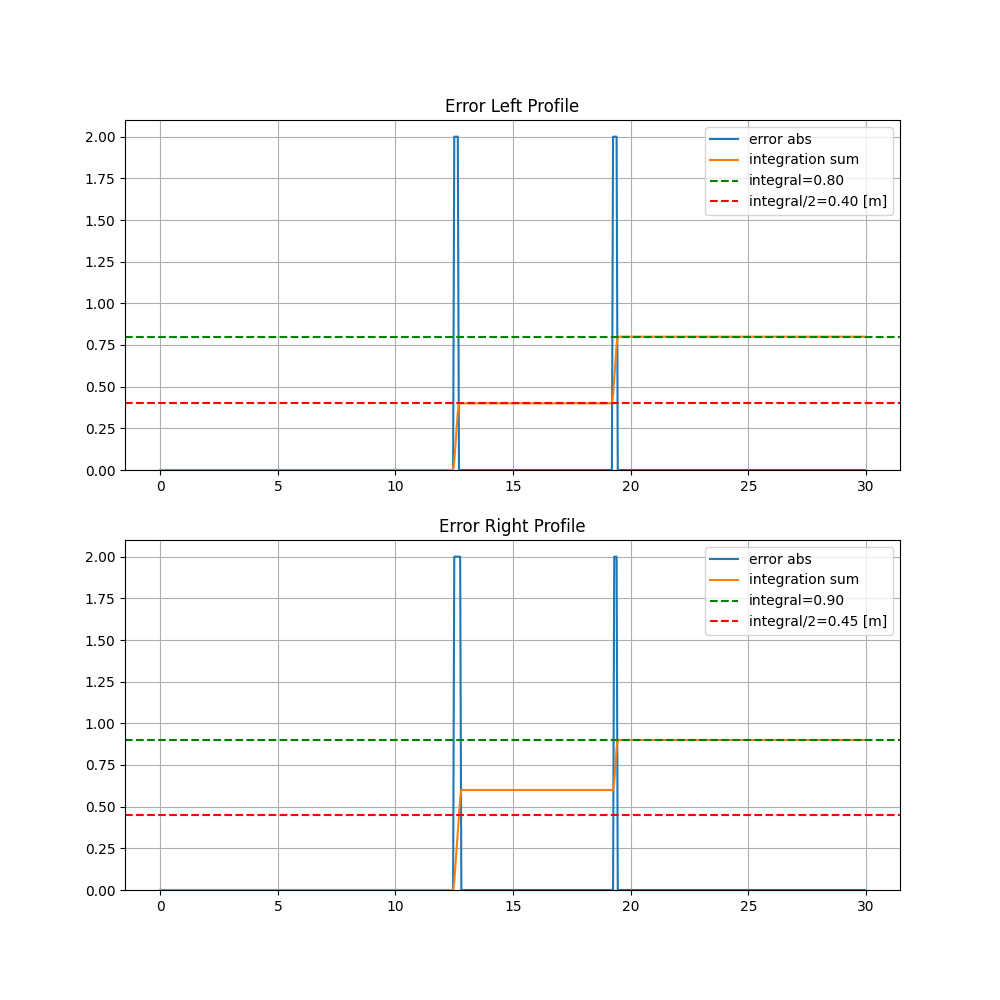 Error Left Profile
2.00
1.75
1.50
1.25
1.00
0.75
0.50
0.25
0.00
error abs
integration sum
integral=0.80
integral/2=0.40 [m]
0 5 10 15 20 25 30
Error Right Profile
2.00
1.75
1.50
1.25
1.00
0.75
0.50
0.25
0.00
error abs
integration sum
integral=0.90
integral/2=0.45 [m]
0 5 10 15 20 25 30